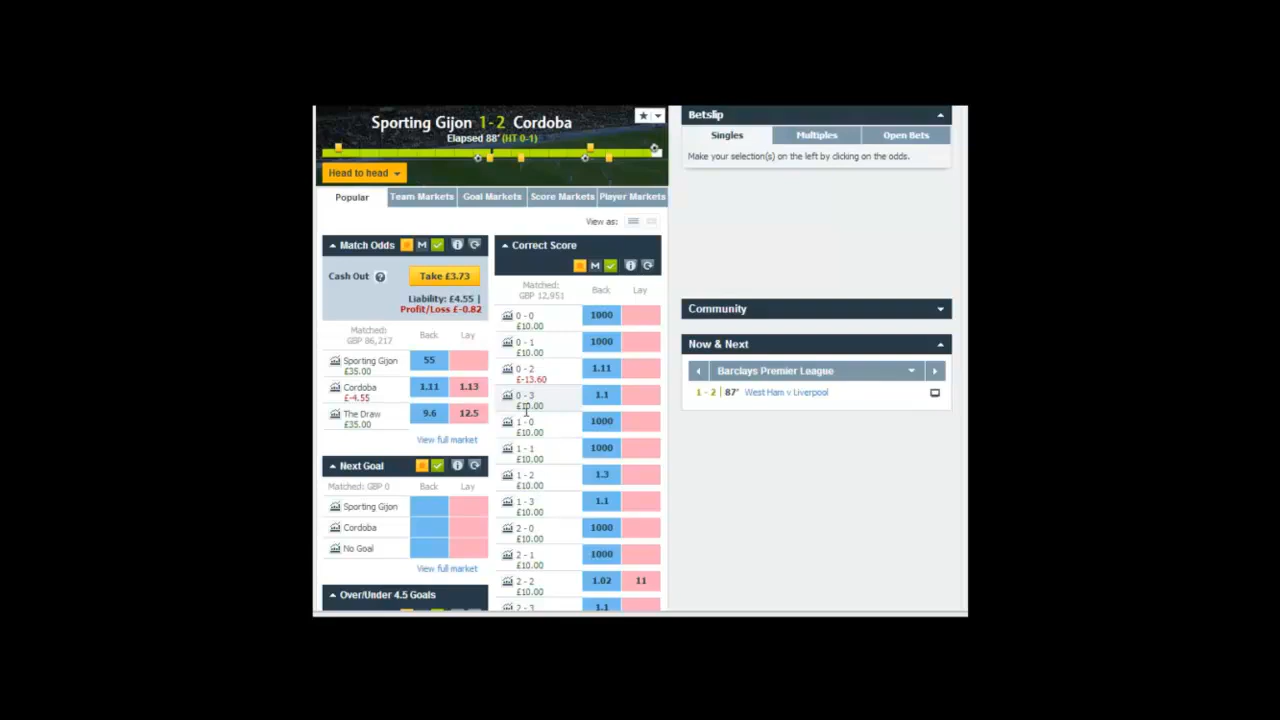 Sporting Gijon 1-2 Cordoba
Elapsed 88' (HT 0-1)
Head to head
Popular
Team Markets
Goal Markets
Score Markets
Player Markets
View as:
Match Odds
M
Cash Out ?
Take £3.73
Liability: £4.55 |
Profit/Loss £-0.82
Matched:
GBP 86,217
Back
Lay
Sporting Gijon
£35.00
55
Cordoba
£-4.55
1.11
1.13
The Draw
£35.00
9.6
12.5
View full market
Next Goal
Matched: GBP 0
Back
Lay
Sporting Gijon
Cordoba
No Goal
View full market
Over/Under 4.5 Goals
Correct Score
M
Matched:
GBP 12,951
Back
Lay
0 - 0
£10.00
1000
0 - 1
£10.00
1000
0 - 2
£-13.60
1.11
0 - 3
£10.00
1.1
1 - 0
£10.00
1000
1 - 1
£10.00
1000
1 - 2
£10.00
1.3
1 - 3
£10.00
1.1
2 - 0
£10.00
1000
2 - 1
£10.00
1000
2 - 2
£10.00
1.02
11
2 - 3
1.1
Betslip
Singles
Multiples
Open Bets
Make your selection(s) on the left by clicking on the odds.
Community
Now & Next
Barclays Premier League
1 - 2 | 87' West Ham v Liverpool